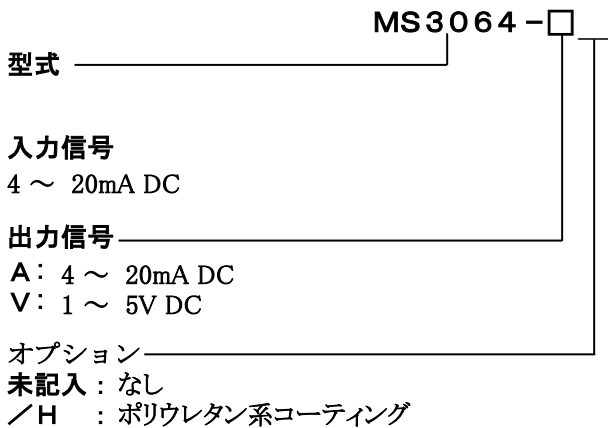 MS3064-□
型式
入力信号
4 ～ 20mA DC
出力信号
A: 4 ～ 20mA DC
V: 1 ～ 5V DC
オプション
未記入 : なし
／H : ポリウレタン系コーティング